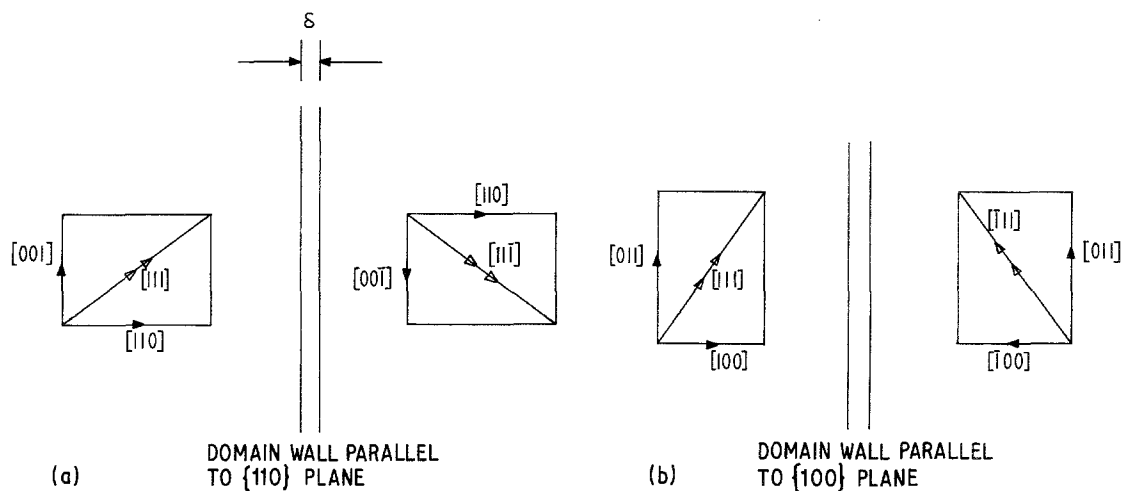 δ
[001]
[111]
[110]
[110]
[111̄]
[001̄]
[011]
[111]
[100]
[1̄11]
[011]
[1̄00]
(a)
DOMAIN WALL PARALLEL
TO {110} PLANE
(b)
DOMAIN WALL PARALLEL
TO {100} PLANE